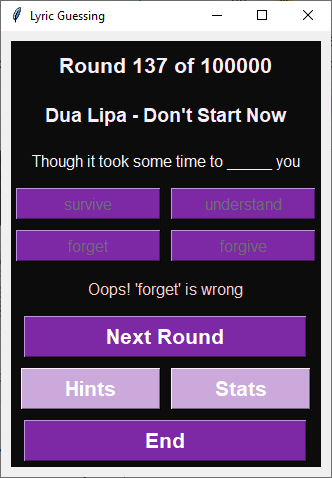 Lyric Guessing
Round 137 of 100000
Dua Lipa - Don't Start Now
Though it took some time to _____ you
survive understand
forget forgive
Oops! 'forget' is wrong
Next Round
Hints Stats
End